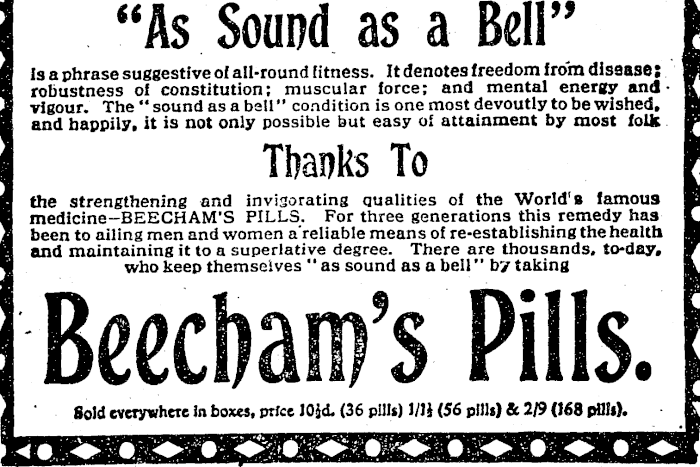 “As Sound as a Bell”
Is a phrase suggestive of all-round fitness. It denotes freedom from disease;
robustness of constitution; muscular force; and mental energy and
vigour. The “sound as a bell” condition is one most devoutly to be wished,
and happily, it is not only possible but easy of attainment by most folk
Thanks To
the strengthening and invigorating qualities of the World's famous
medicine—BEECHAM'S PILLS. For three generations this remedy has
been to ailing men and women a reliable means of re-establishing the health
and maintaining it to a superlative degree. There are thousands, to-day,
who keep themselves “as sound as a bell” by taking
Beecham's Pills.
Sold everywhere in boxes, price 10½d. (36 pills) 1/1½ (56 pills) & 2/9 (168 pills).